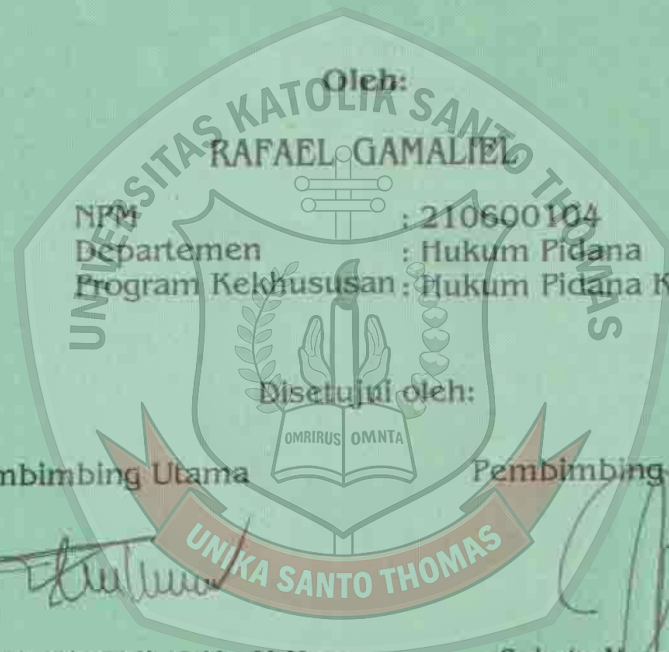 Oleh:
UNIVERSITAS KATOLIK SANTO THOMAS
RAFAEL GAMALIEL
NPM : 210600104
Departemen : Hukum Pidana
Program Kekhususan : Hukum Pidana K
Disetujui oleh:
OMRIRUS OMNTA
mbimbing Utama Pembimbing
UNIKA SANTO THOMAS